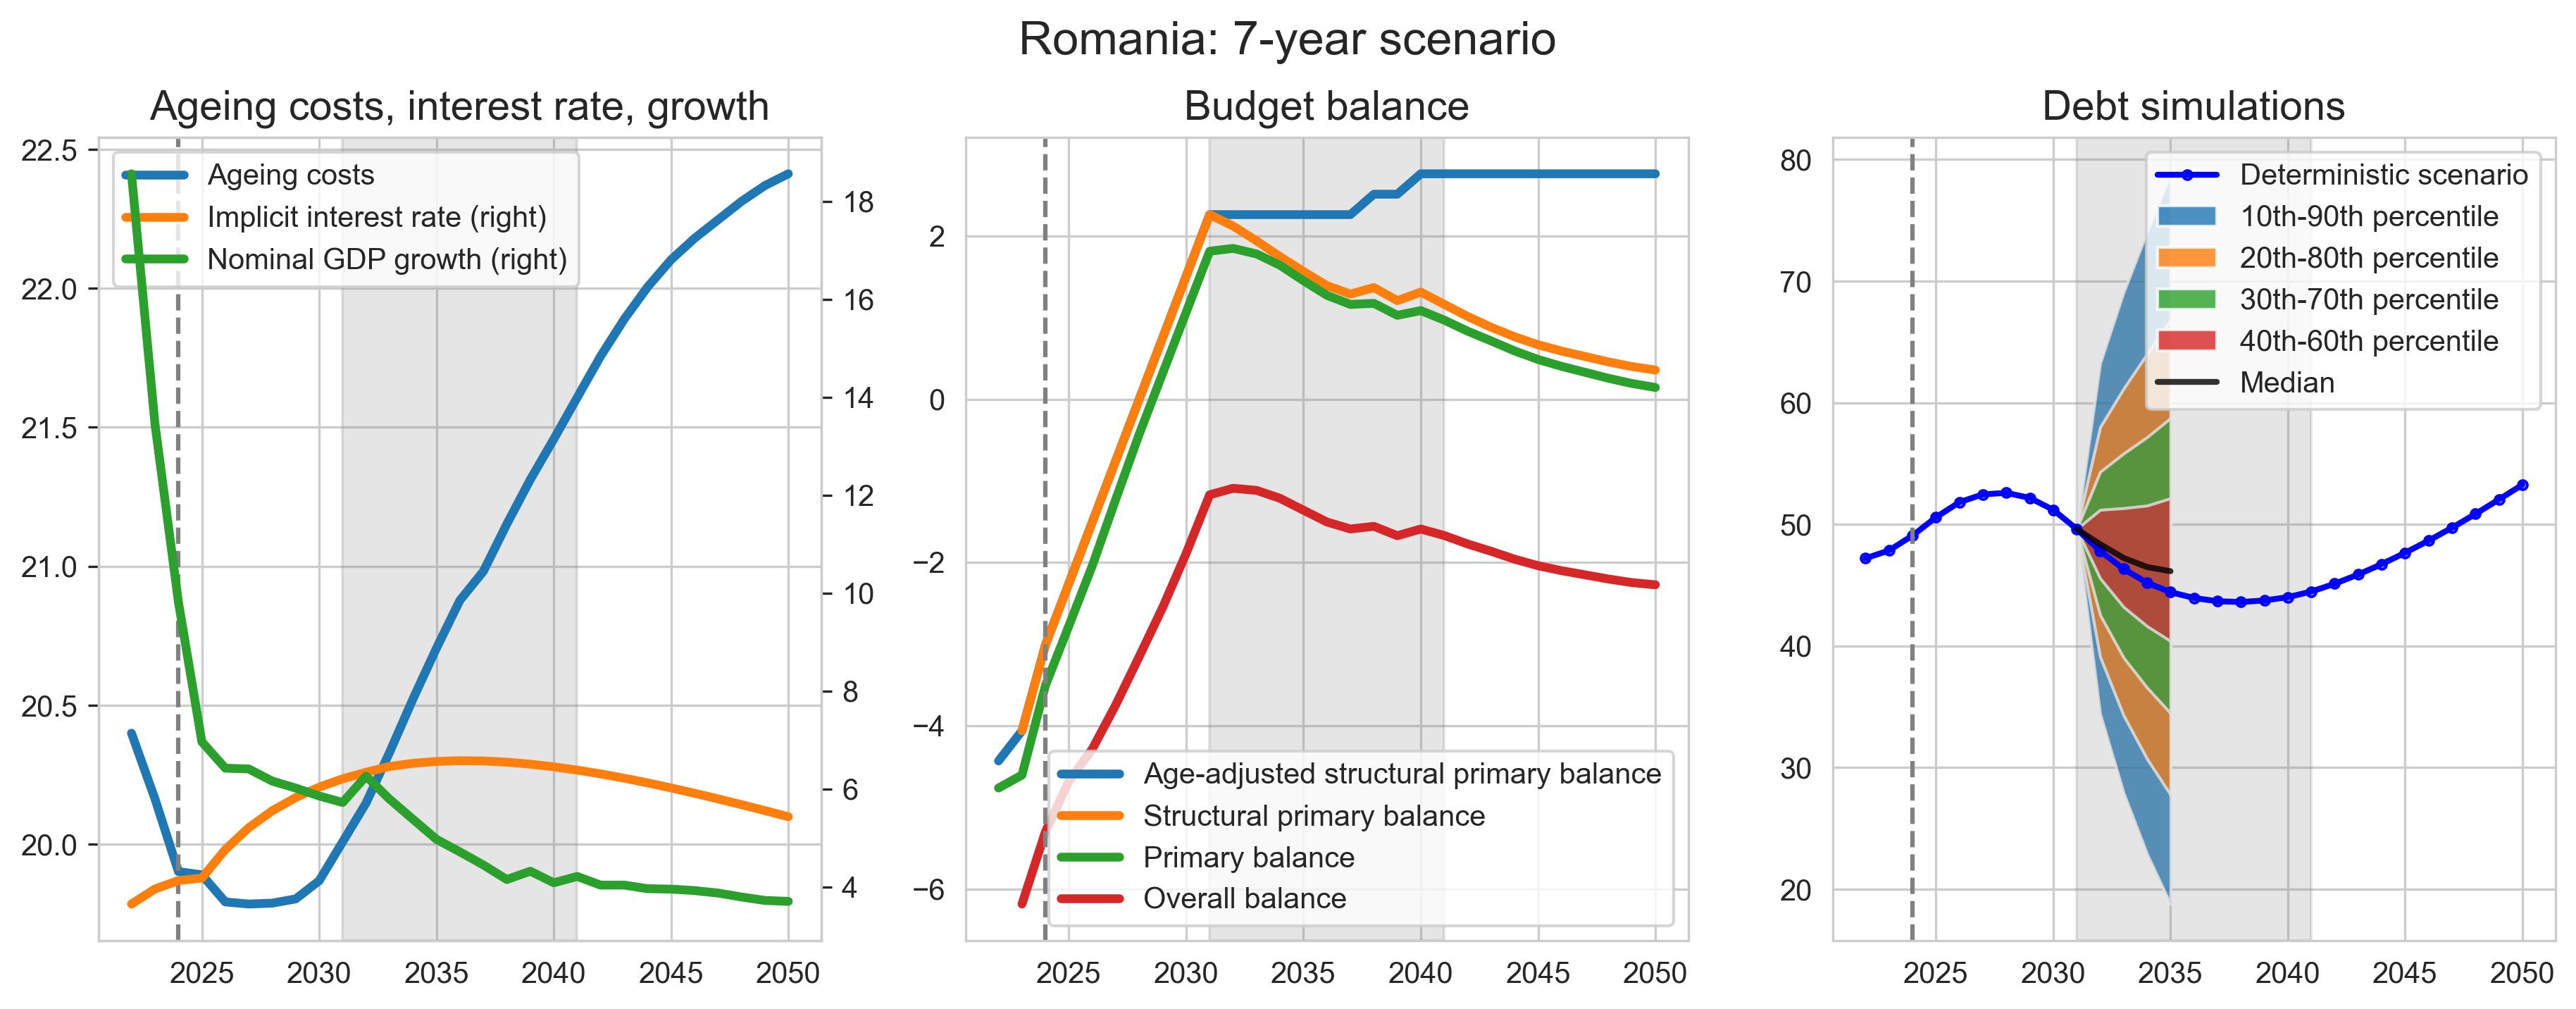 Romania: 7-year scenario
Ageing costs, interest rate, growth
22.5
22.0
21.5
21.0
20.5
20.0
18
16
14
12
10
8
6
4
Ageing costs
Implicit interest rate (right)
Nominal GDP growth (right)
2025 2030 2035 2040 2045 2050
Budget balance
2
0
−2
−4
−6
Age-adjusted structural primary balance
Structural primary balance
Primary balance
Overall balance
2025 2030 2035 2040 2045 2050
Debt simulations
80
70
60
50
40
30
20
Deterministic scenario
10th-90th percentile
20th-80th percentile
30th-70th percentile
40th-60th percentile
Median
2025 2030 2035 2040 2045 2050